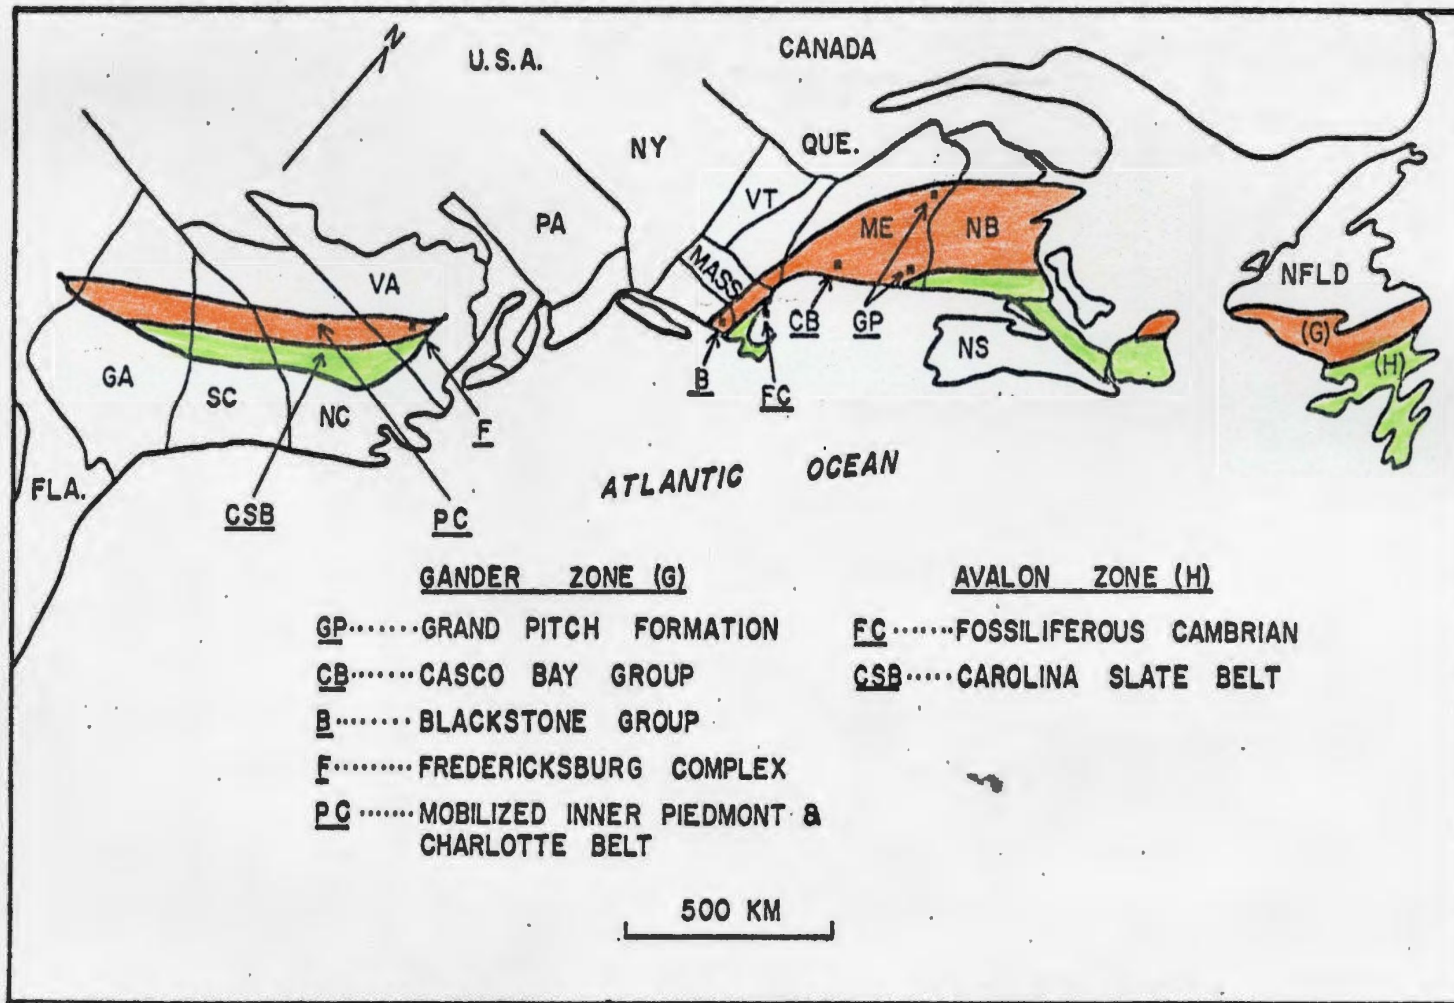 N
U.S.A.
CANADA
NY
QUE.
VT
PA
ME
NB
MASS
VA
NFLD
(G)
(H)
GA
SC
NC
CB
GP
NS
B
FC
F
FLA.
ATLANTIC OCEAN
CSB
PC
GANDER ZONE (G)
GP········GRAND PITCH FORMATION
CB········CASCO BAY GROUP
B·········BLACKSTONE GROUP
F·········FREDERICKSBURG COMPLEX
PC·······MOBILIZED INNER PIEDMONT &
CHARLOTTE BELT
AVALON ZONE (H)
FC·······FOSSILIFEROUS CAMBRIAN
CSB·····CAROLINA SLATE BELT
500 KM